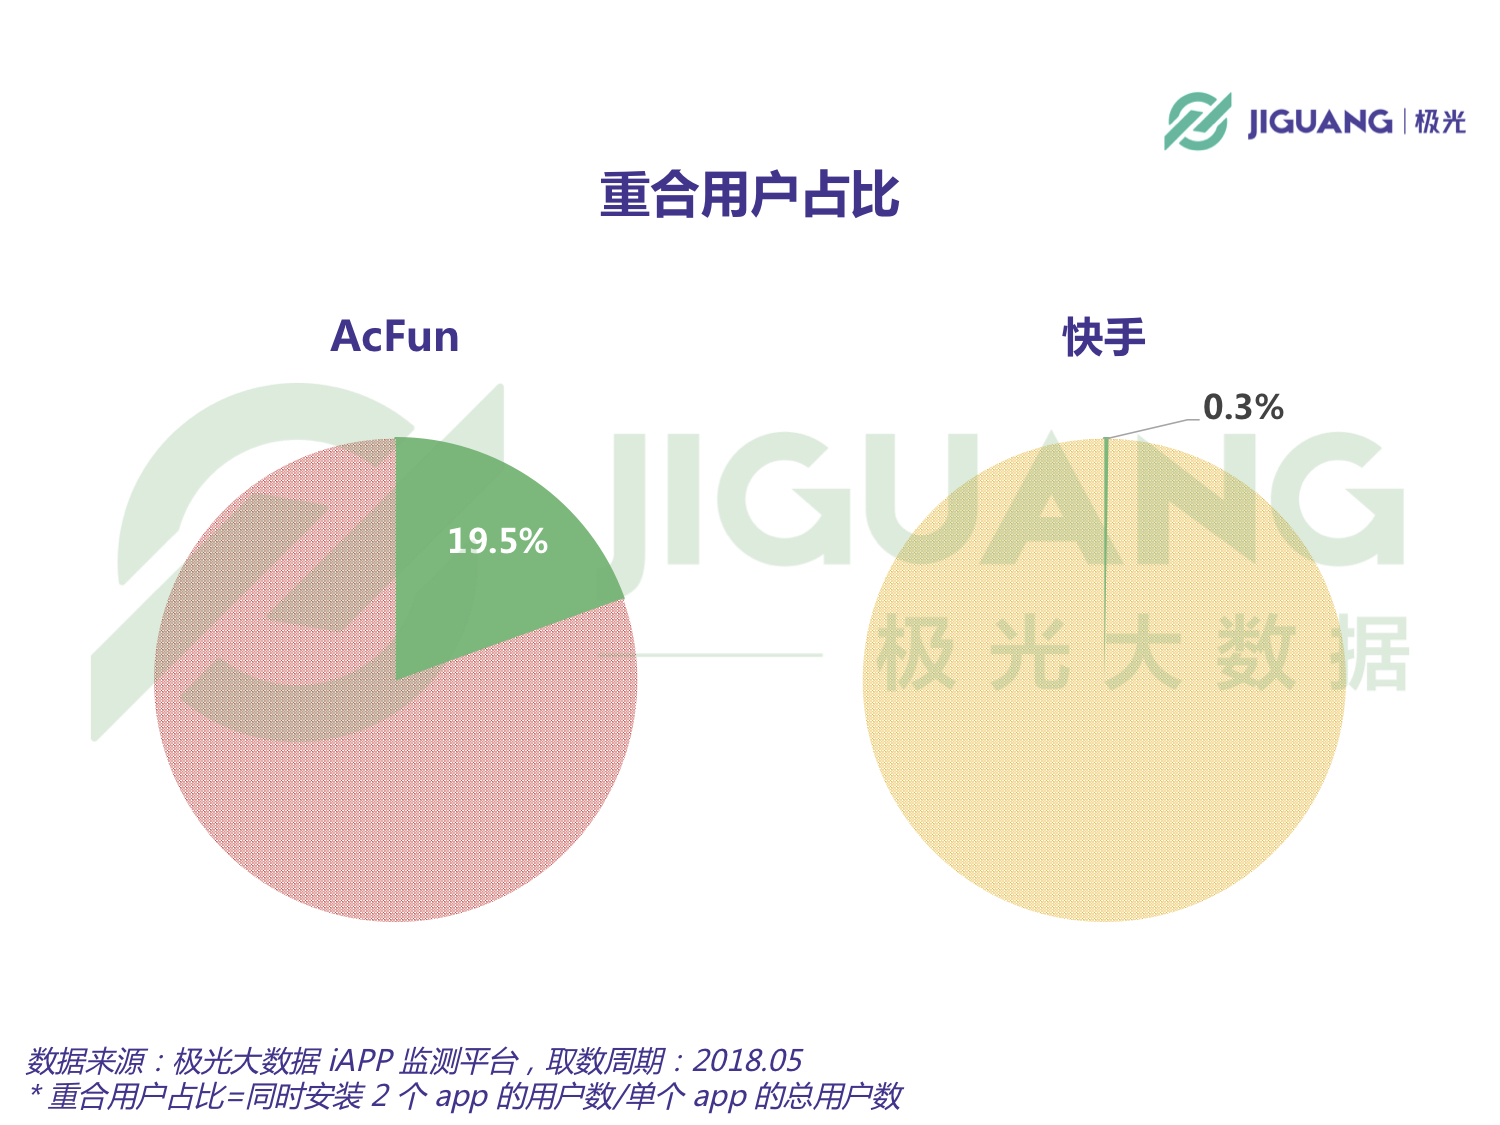 JIGUANG | 极光
重合用户占比
AcFun
快手
0.3%
19.5%
JIGUANG
极光大数据
数据来源：极光大数据 iAPP 监测平台，取数周期：2018.05
* 重合用户占比=同时安装 2 个 app 的用户数/单个 app 的总用户数